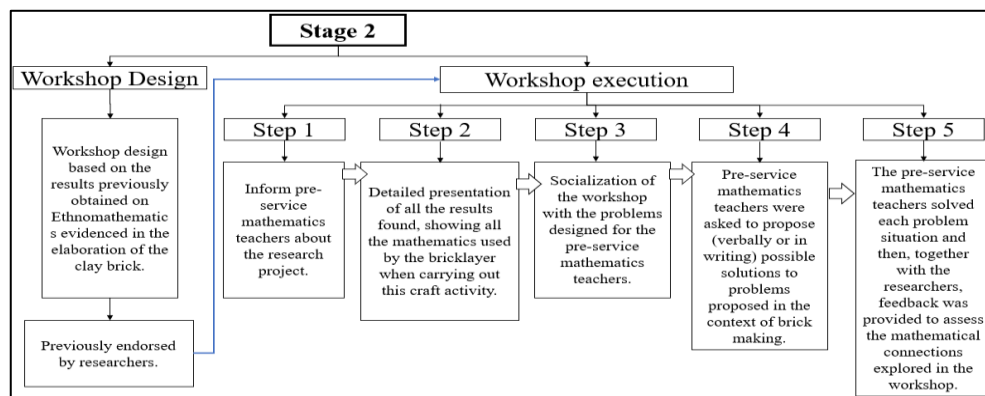 Stage 2
Workshop Design
Workshop execution
Workshop design
based on the
results previously
obtained on
Ethnomathematic
s evidenced in the
elaboration of the
clay brick.
Previously endorsed
by researchers.
Step 1
Inform pre-
service
mathematics
teachers about
the research
project.
Step 2
Detailed presentation
of all the results
found, showing all
the mathematics used
by the bricklayer
when carrying out
this craft activity.
Step 3
Socialization of
the workshop
with the problems
designed for the
pre-service
mathematics
teachers.
Step 4
Pre-service
mathematics
teachers were
asked to propose
(verbally or in
writing) possible
solutions to
problems
proposed in the
context of brick
making.
Step 5
The pre-service
mathematics
teachers solved
each problem
situation and
then, together
with the
researchers,
feedback was
provided to assess
the mathematical
connections
explored in the
workshop.